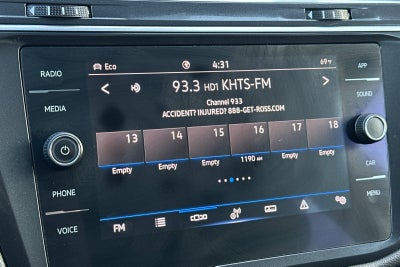 RADIO
MEDIA
PHONE
VOICE
Eco 4:31 69°F
93.3 HD1 KHTS-FM
Channel 933
ACCIDENT? INJURED? 888-GET-ROSS.COM
13 14 15 16 17 18
Empty Empty Empty 1190 AM Empty Empty
FM
APP
SOUND
CAR
MENU